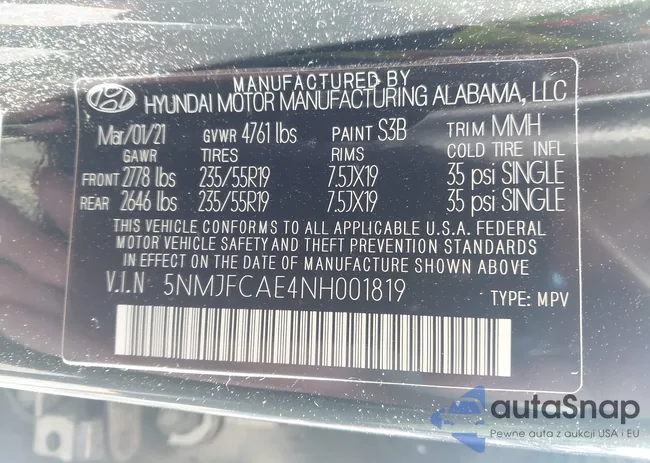 MANUFACTURED BY
HYUNDAI MOTOR MANUFACTURING ALABAMA, LLC
Mar/01/21 GVWR 4761 lbs PAINT S3B TRIM MMH
GAWR TIRES RIMS COLD TIRE INFL
FRONT 2778 lbs 235/55R19 7.5JX19 35 psi SINGLE
REAR 2646 lbs 235/55R19 7.5JX19 35 psi SINGLE
THIS VEHICLE CONFORMS TO ALL APPLICABLE U.S.A. FEDERAL
MOTOR VEHICLE SAFETY AND THEFT PREVENTION STANDARDS
IN EFFECT ON THE DATE OF MANUFACTURE SHOWN ABOVE.
V.I.N 5NMJFCAE4NH001819 TYPE: MPV
autaSnap
Pewne auta z aukcji USA i EU